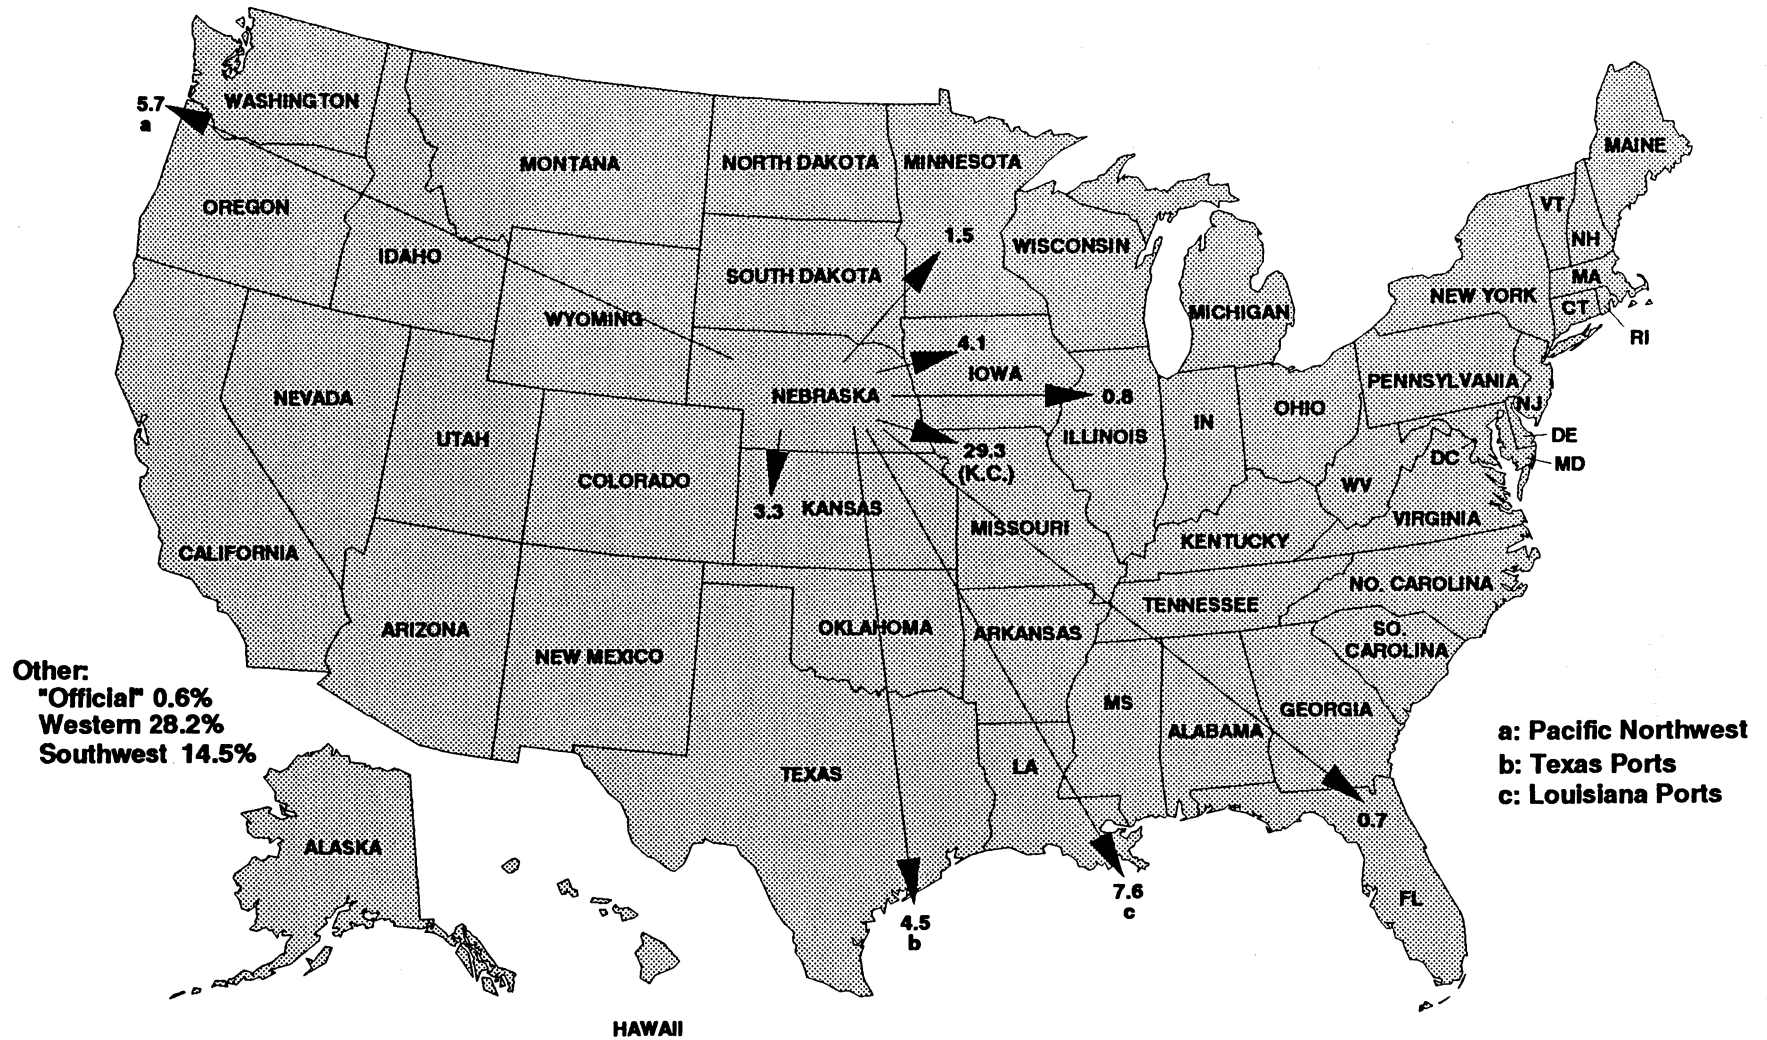 MAINE
5.7
WASHINGTON
a
MONTANA
NORTH DAKOTA
MINNESOTA
VT
OREGON
1.5
NH
WISCONSIN
IDAHO
SOUTH DAKOTA
MA
NEW YORK
CT
MICHIGAN
WYOMING
RI
4.1
IOWA
PENNSYLVANIA
NEBRASKA
0.8
NEVADA
NJ
OHIO
IN
UTAH
ILLINOIS
DE
29.3
(K.C.)
DC
MD
COLORADO
WV
3.3
KANSAS
VIRGINIA
MISSOURI
KENTUCKY
CALIFORNIA
NO. CAROLINA
TENNESSEE
ARIZONA
OKLAHOMA
ARKANSAS
SO.
CAROLINA
NEW MEXICO
Other:
"Official" 0.6%
Western 28.2%
Southwest 14.5%
MS
GEORGIA
ALABAMA
a: Pacific Northwest
b: Texas Ports
c: Louisiana Ports
TEXAS
LA
0.7
ALASKA
7.6
c
FL
4.5
b
HAWAII